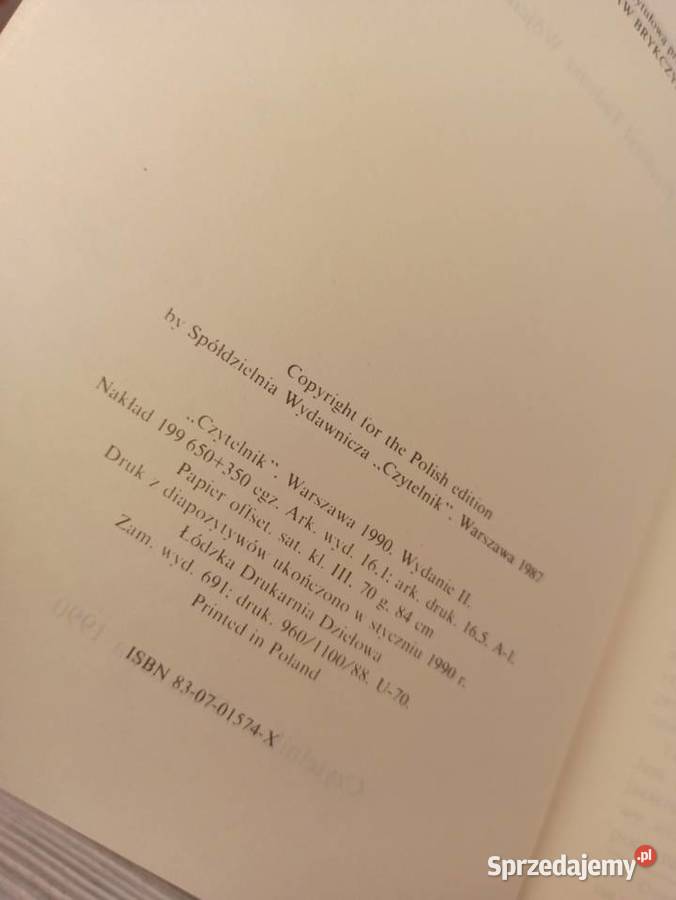 Copyright for the Polish edition
by Spółdzielnia Wydawnicza „Czytelnik”. Warszawa 1987
„Czytelnik”. Warszawa 1990. Wydanie II.
Nakład 199 650+350 egz. Ark. wyd. 16,1; ark. druk. 16,5. A-1.
Papier offset. sat. kl. III. 70 g. 84 cm
Druk z diapozytywów ukończono w styczniu 1990 r.
Łódzka Drukarnia Dziełowa
Zam. wyd. 691; druk. 960/1100/88. U-70.
Printed in Poland
ISBN 83-07-01574-X
Sprzedajemy.pl